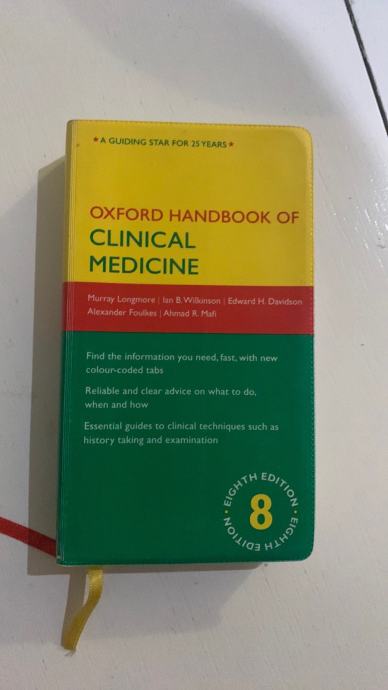 ★A GUIDING STAR FOR 25 YEARS★
OXFORD HANDBOOK OF
CLINICAL
MEDICINE
Murray Longmore | Ian B. Wilkinson | Edward H. Davidson
Alexander Foulkes | Ahmad R. Mafi
Find the information you need, fast, with new
colour-coded tabs
Reliable and clear advice on what to do,
when and how
Essential guides to clinical techniques such as
history taking and examination
EIGHTH EDITION • EIGHTH EDITION •
8